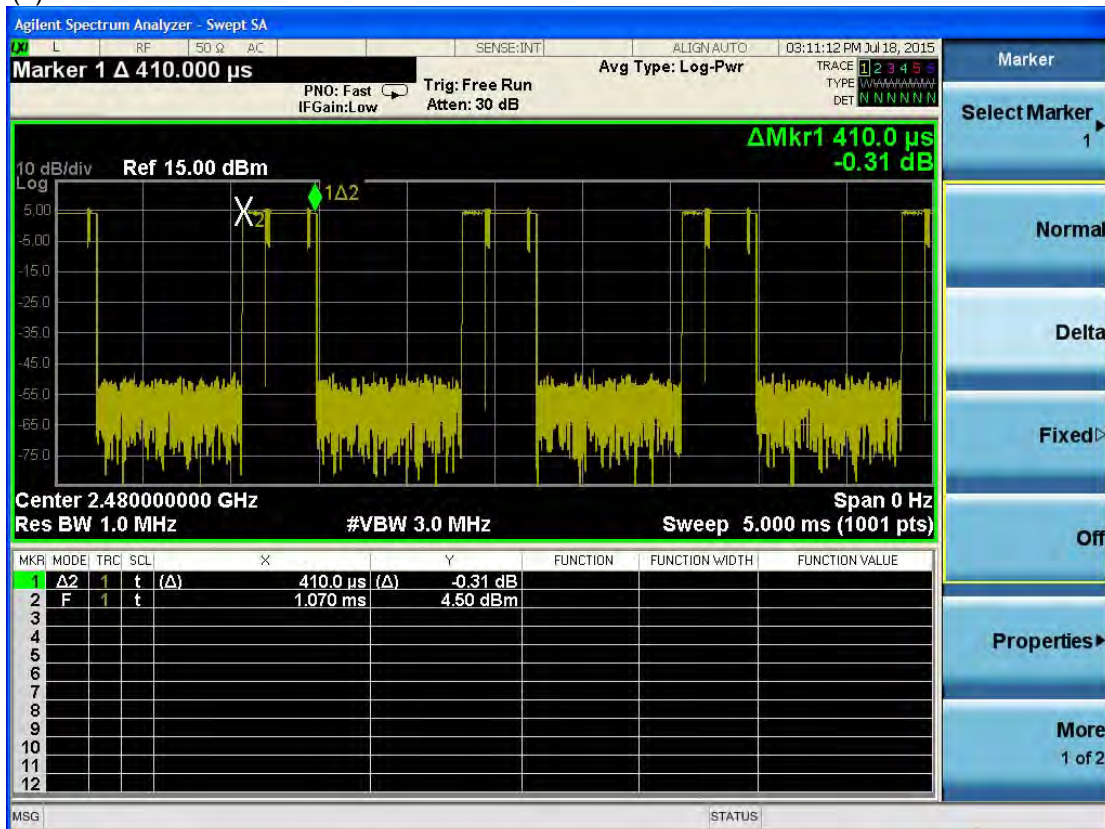 Agilent Spectrum Analyzer - Swept SA
L RF 50 Ω AC SENSE:INT ALIGN AUTO 03:11:12 PM Jul 18, 2015
Marker 1 Δ 410.000 µs
PNO: Fast
IFGain:Low
Trig: Free Run
Atten: 30 dB
Avg Type: Log-Pwr
TRACE 1 2 3 4 5 6
TYPE
DET N N N N N N
ΔMkr1 410.0 µs
-0.31 dB
10 dB/div Ref 15.00 dBm
Log
1Δ2
X2
5.00
-5.00
-15.0
-25.0
-35.0
-45.0
-55.0
-65.0
-75.0
Center 2.480000000 GHz Span 0 Hz
Res BW 1.0 MHz #VBW 3.0 MHz Sweep 5.000 ms (1001 pts)
MKR MODE TRC SCL X Y FUNCTION FUNCTION WIDTH FUNCTION VALUE
1 Δ2 1 t (Δ) 410.0 µs (Δ) -0.31 dB
2 F 1 t 1.070 ms 4.50 dBm
3
4
5
6
7
8
9
10
11
12
MSG STATUS
Marker
Select Marker
1
Normal
Delta
Fixed
Off
Properties
More
1 of 2